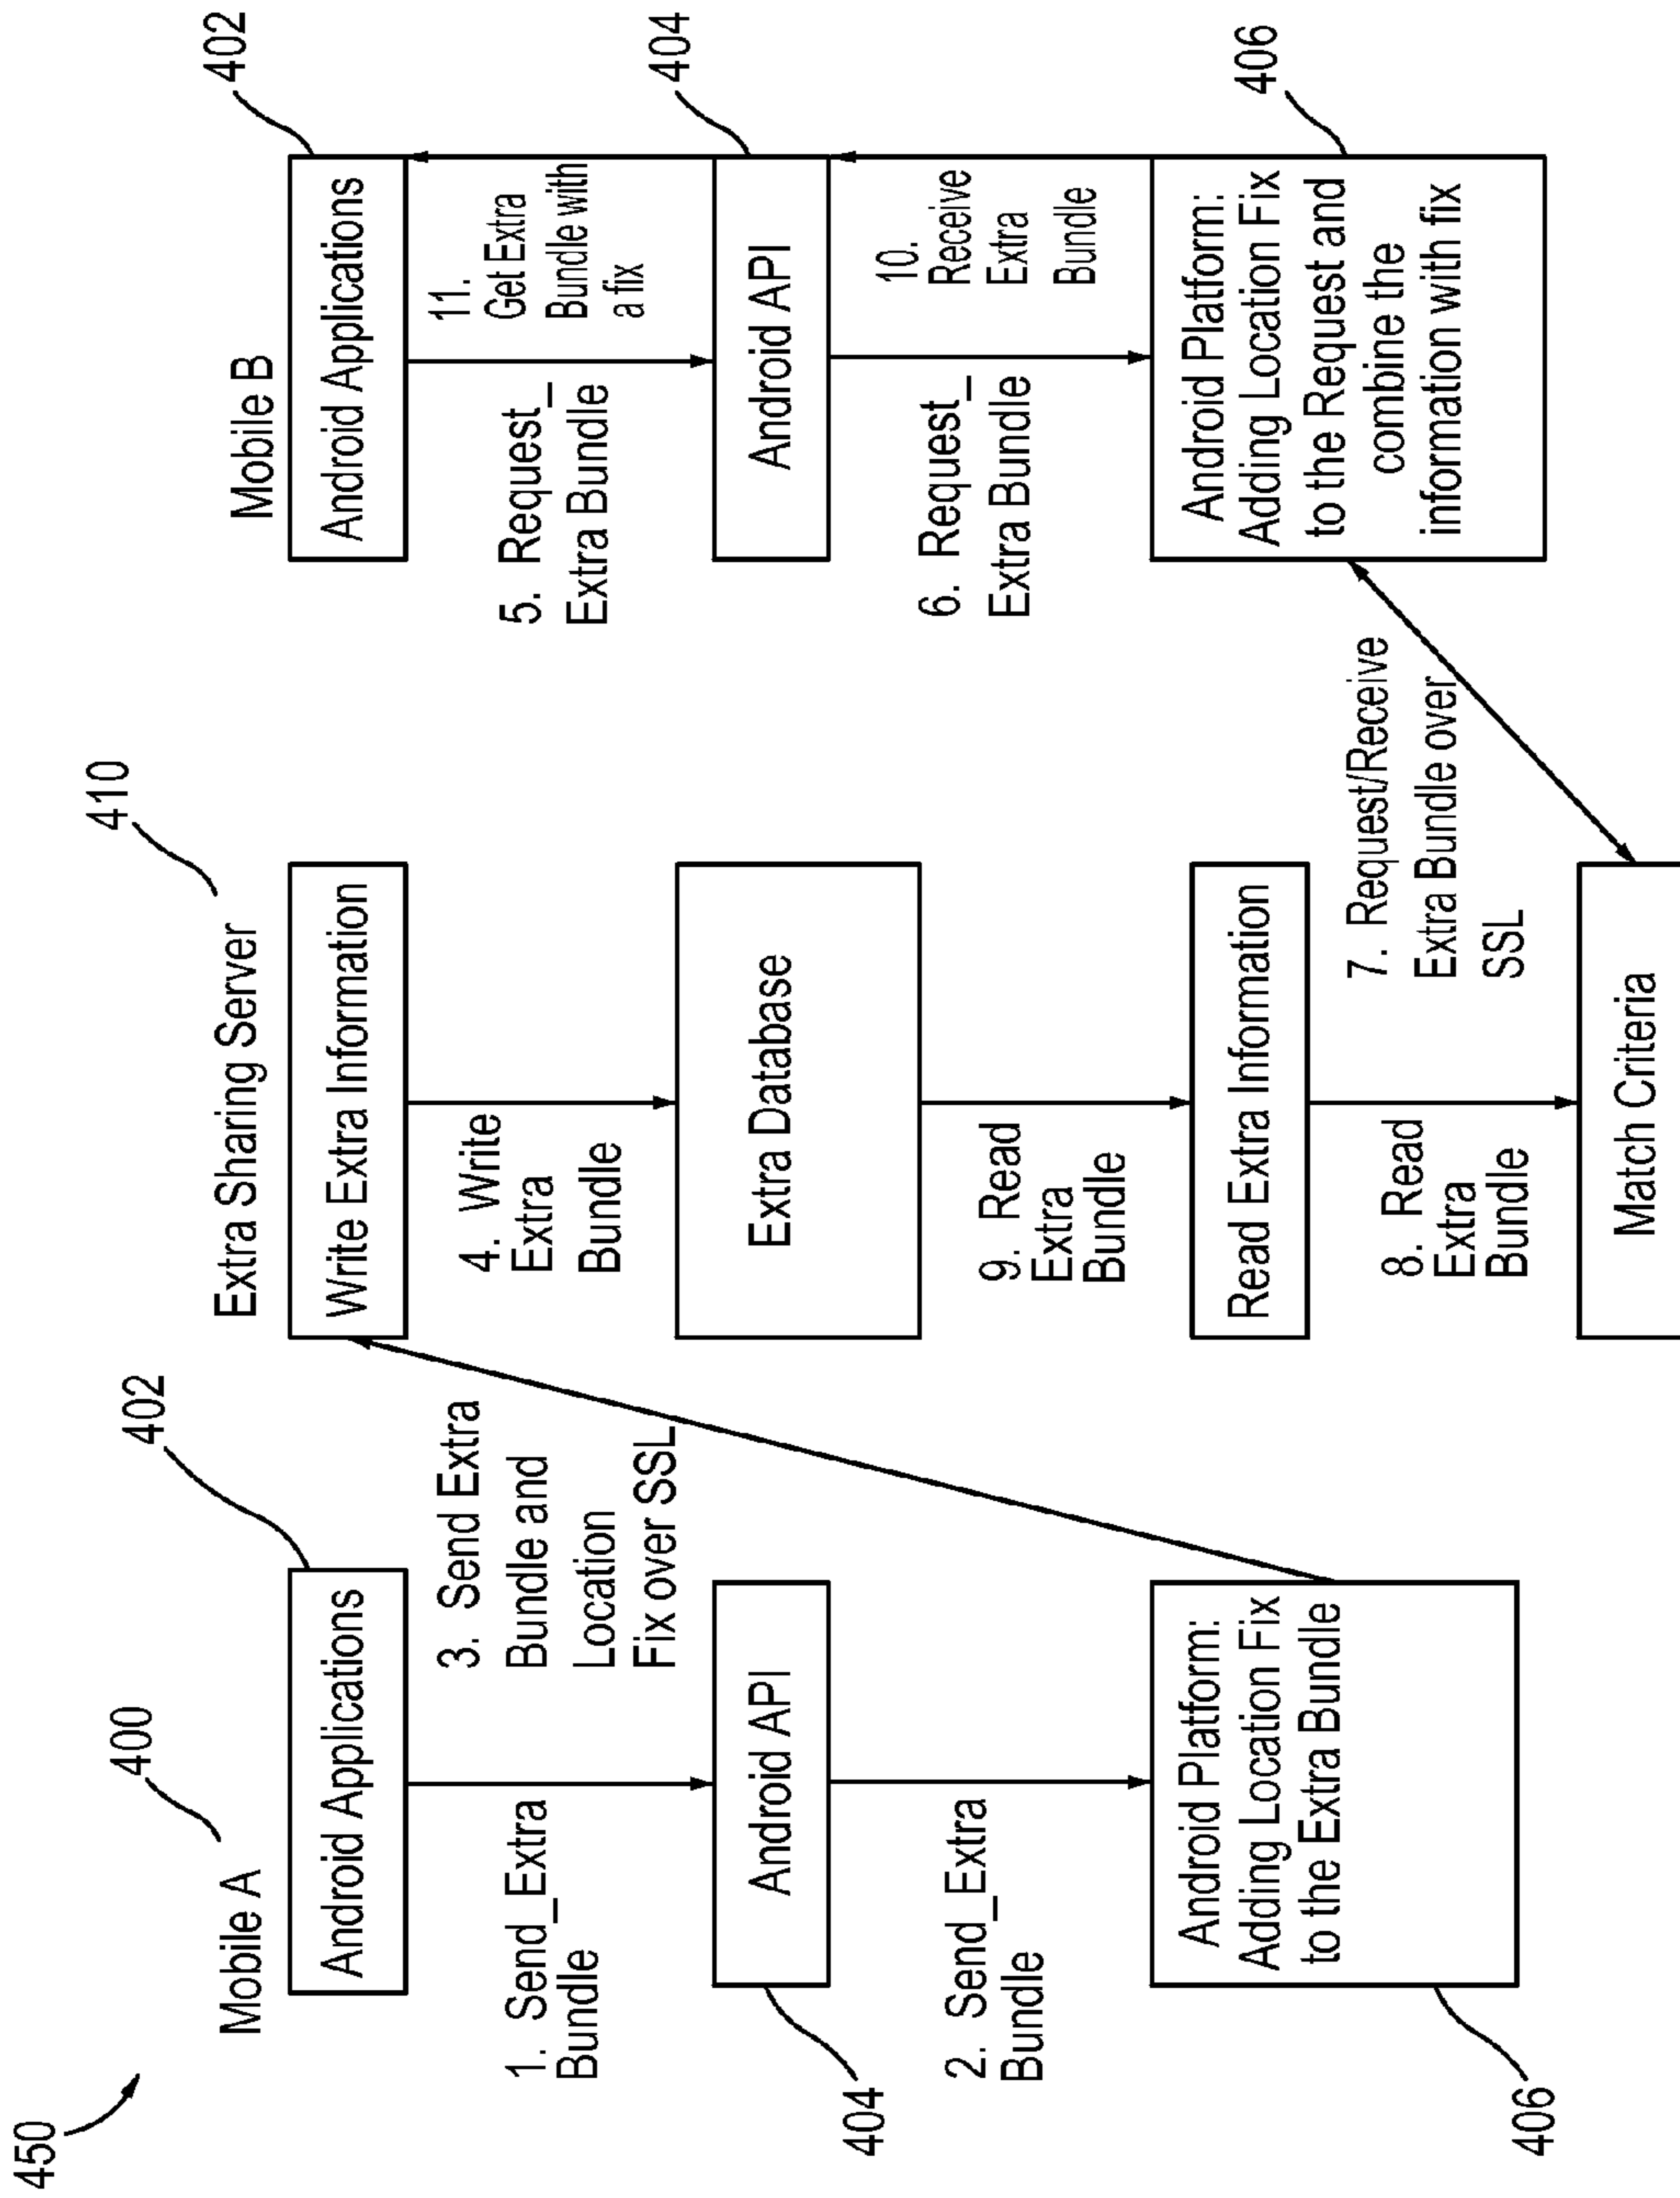 450
Mobile A
400
402
Android Applications
1. Send_Extra
Bundle
Android API
404
2. Send_Extra
Bundle
Android Platform:
Adding Location Fix
to the Extra Bundle
406
3. Send Extra
Bundle and
Location
Fix over SSL
Extra Sharing Server
410
Write Extra Information
4. Write
Extra
Bundle
Extra Database
9. Read
Extra
Bundle
Read Extra Information
8. Read
Extra
Bundle
Match Criteria
7. Request/Receive
Extra Bundle over
SSL
Mobile B
402
Android Applications
5. Request_
Extra Bundle
11.
Get Extra
Bundle with
a fix
Android API
404
6. Request_
Extra Bundle
10.
Receive
Extra
Bundle
Android Platform:
Adding Location Fix
to the Request and
combine the
information with fix
406